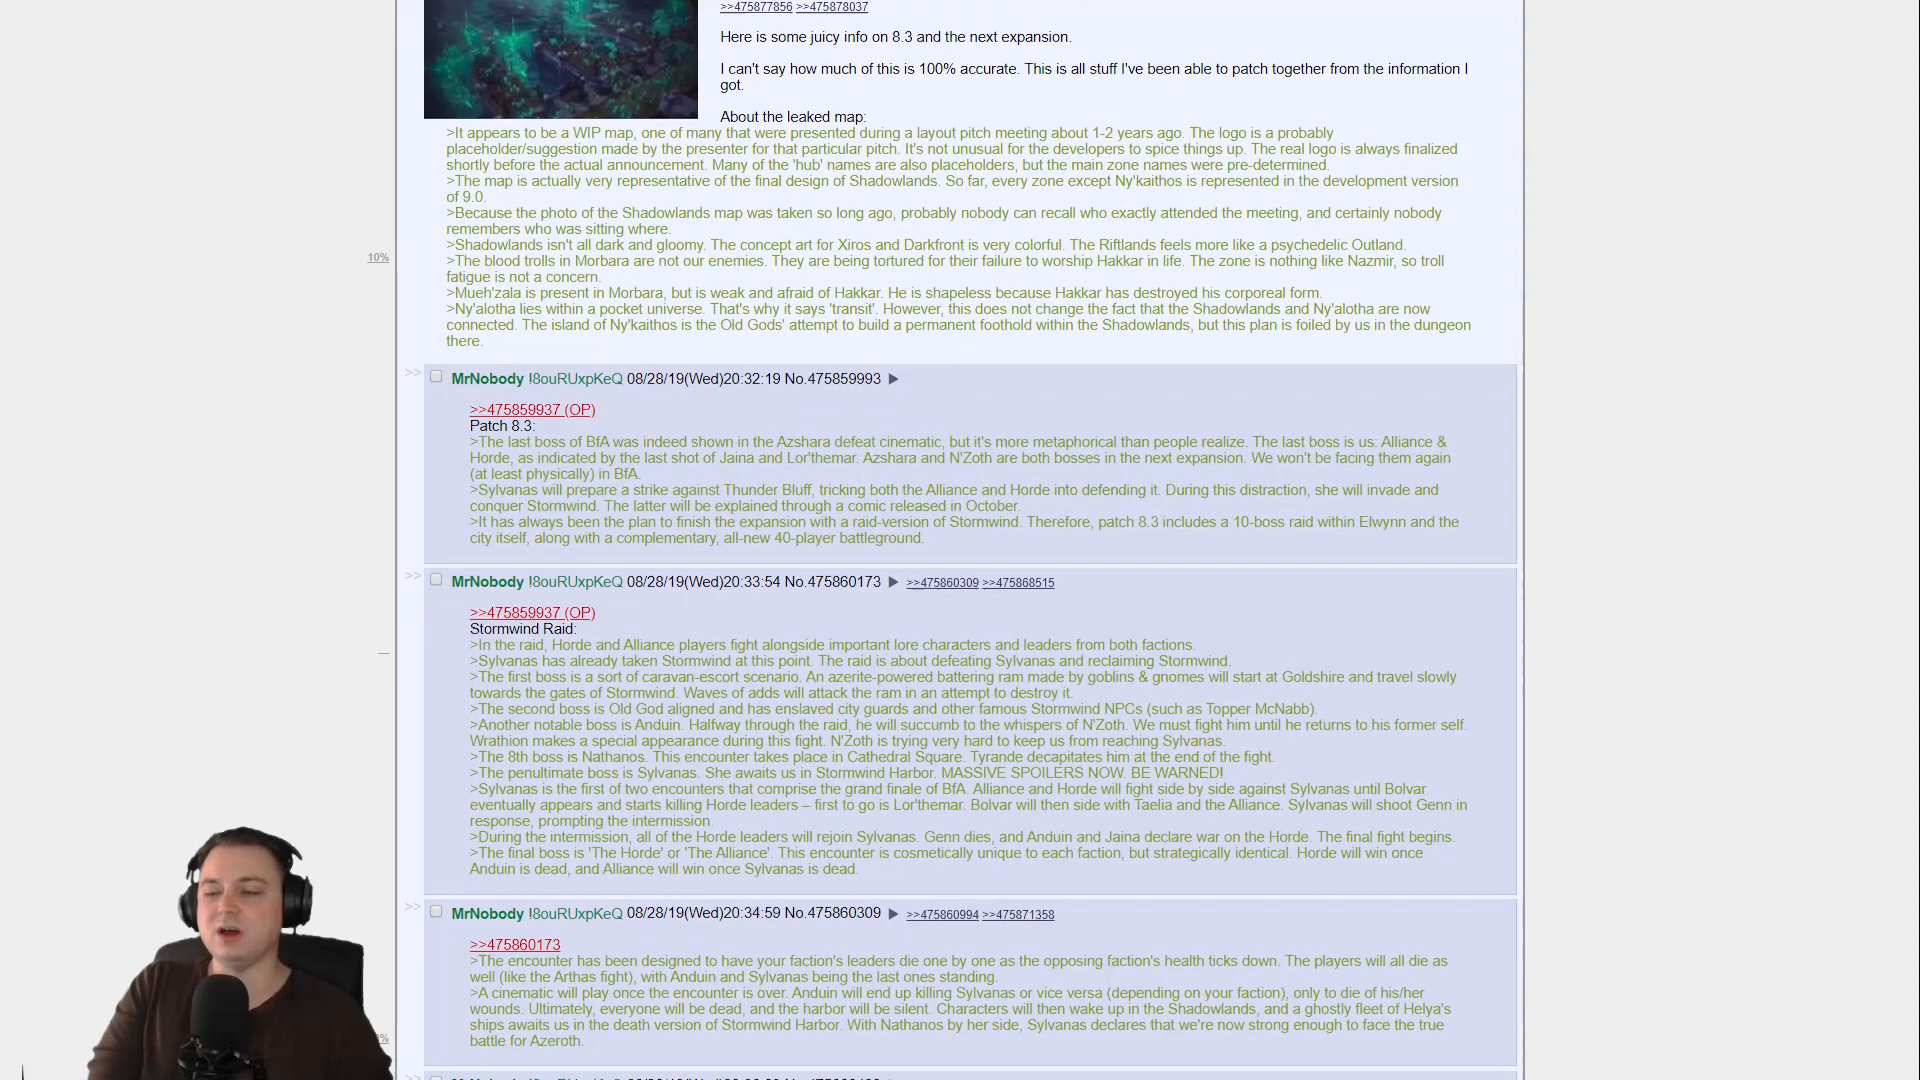 >>475877856 >>475878037
Here is some juicy info on 8.3 and the next expansion.
I can't say how much of this is 100% accurate. This is all stuff I've been able to patch together from the information I
got.
About the leaked map:
>It appears to be a WIP map, one of many that were presented during a layout pitch meeting about 1-2 years ago. The logo is a probably
placeholder/suggestion made by the presenter for that particular pitch. It's not unusual for the developers to spice things up. The real logo is always finalized
shortly before the actual announcement. Many of the 'hub' names are also placeholders, but the main zone names were pre-determined.
>The map is actually very representative of the final design of Shadowlands. So far, every zone except Ny'kaithos is represented in the development version
of 9.0.
>Because the photo of the Shadowlands map was taken so long ago, probably nobody can recall who exactly attended the meeting, and certainly nobody
remembers who was sitting where.
>Shadowlands isn't all dark and gloomy. The concept art for Xiros and Darkfront is very colorful. The Riftlands feels more like a psychedelic Outland.
10%
>The blood trolls in Morbara are not our enemies. They are being tortured for their failure to worship Hakkar in life. The zone is nothing like Nazmir, so troll
fatigue is not a concern.
>Mueh'zala is present in Morbara, but is weak and afraid of Hakkar. He is shapeless because Hakkar has destroyed his corporeal form.
>Ny'alotha lies within a pocket universe. That's why it says 'transit'. However, this does not change the fact that the Shadowlands and Ny'alotha are now
connected. The island of Ny'kaithos is the Old Gods' attempt to build a permanent foothold within the Shadowlands, but this plan is foiled by us in the dungeon
there.
>> MrNobody !8ouRUxpKeQ 08/28/19(Wed)20:32:19 No.475859993 ▶
>>475859937 (OP)
Patch 8.3:
>The last boss of BfA was indeed shown in the Azshara defeat cinematic, but it's more metaphorical than people realize. The last boss is us: Alliance &
Horde, as indicated by the last shot of Jaina and Lor'themar. Azshara and N'Zoth are both bosses in the next expansion. We won't be facing them again
(at least physically) in BfA.
>Sylvanas will prepare a strike against Thunder Bluff, tricking both the Alliance and Horde into defending it. During this distraction, she will invade and
conquer Stormwind. The latter will be explained through a comic released in October.
>It has always been the plan to finish the expansion with a raid-version of Stormwind. Therefore, patch 8.3 includes a 10-boss raid within Elwynn and the
city itself, along with a complementary, all-new 40-player battleground.
>> MrNobody !8ouRUxpKeQ 08/28/19(Wed)20:33:54 No.475860173 ▶ >>475860309 >>475868515
>>475859937 (OP)
Stormwind Raid:
>In the raid, Horde and Alliance players fight alongside important lore characters and leaders from both factions.
>Sylvanas has already taken Stormwind at this point. The raid is about defeating Sylvanas and reclaiming Stormwind.
>The first boss is a sort of caravan-escort scenario. An azerite-powered battering ram made by goblins & gnomes will start at Goldshire and travel slowly
towards the gates of Stormwind. Waves of adds will attack the ram in an attempt to destroy it.
>The second boss is Old God aligned and has enslaved city guards and other famous Stormwind NPCs (such as Topper McNabb).
>Another notable boss is Anduin. Halfway through the raid, he will succumb to the whispers of N'Zoth. We must fight him until he returns to his former self.
Wrathion makes a special appearance during this fight. N'Zoth is trying very hard to keep us from reaching Sylvanas.
>The 8th boss is Nathanos. This encounter takes place in Cathedral Square. Tyrande decapitates him at the end of the fight.
>The penultimate boss is Sylvanas. She awaits us in Stormwind Harbor. MASSIVE SPOILERS NOW. BE WARNED!
>Sylvanas is the first of two encounters that comprise the grand finale of BfA. Alliance and Horde will fight side by side against Sylvanas until Bolvar
eventually appears and starts killing Horde leaders – first to go is Lor'themar. Bolvar will then side with Taelia and the Alliance. Sylvanas will shoot Genn in
response, prompting the intermission.
>During the intermission, all of the Horde leaders will rejoin Sylvanas. Genn dies, and Anduin and Jaina declare war on the Horde. The final fight begins.
>The final boss is 'The Horde' or 'The Alliance'. This encounter is cosmetically unique to each faction, but strategically identical. Horde will win once
Anduin is dead, and Alliance will win once Sylvanas is dead.
>> MrNobody !8ouRUxpKeQ 08/28/19(Wed)20:34:59 No.475860309 ▶ >>475860994 >>475871358
>>475860173
>The encounter has been designed to have your faction's leaders die one by one as the opposing faction's health ticks down. The players will all die as
well (like the Arthas fight), with Anduin and Sylvanas being the last ones standing.
>A cinematic will play once the encounter is over. Anduin will end up killing Sylvanas or vice versa (depending on your faction), only to die of his/her
wounds. Ultimately, everyone will be dead, and the harbor will be silent. Characters will then wake up in the Shadowlands, and a ghostly fleet of Helya's
ships awaits us in the death version of Stormwind Harbor. With Nathanos by her side, Sylvanas declares that we're now strong enough to face the true
battle for Azeroth.